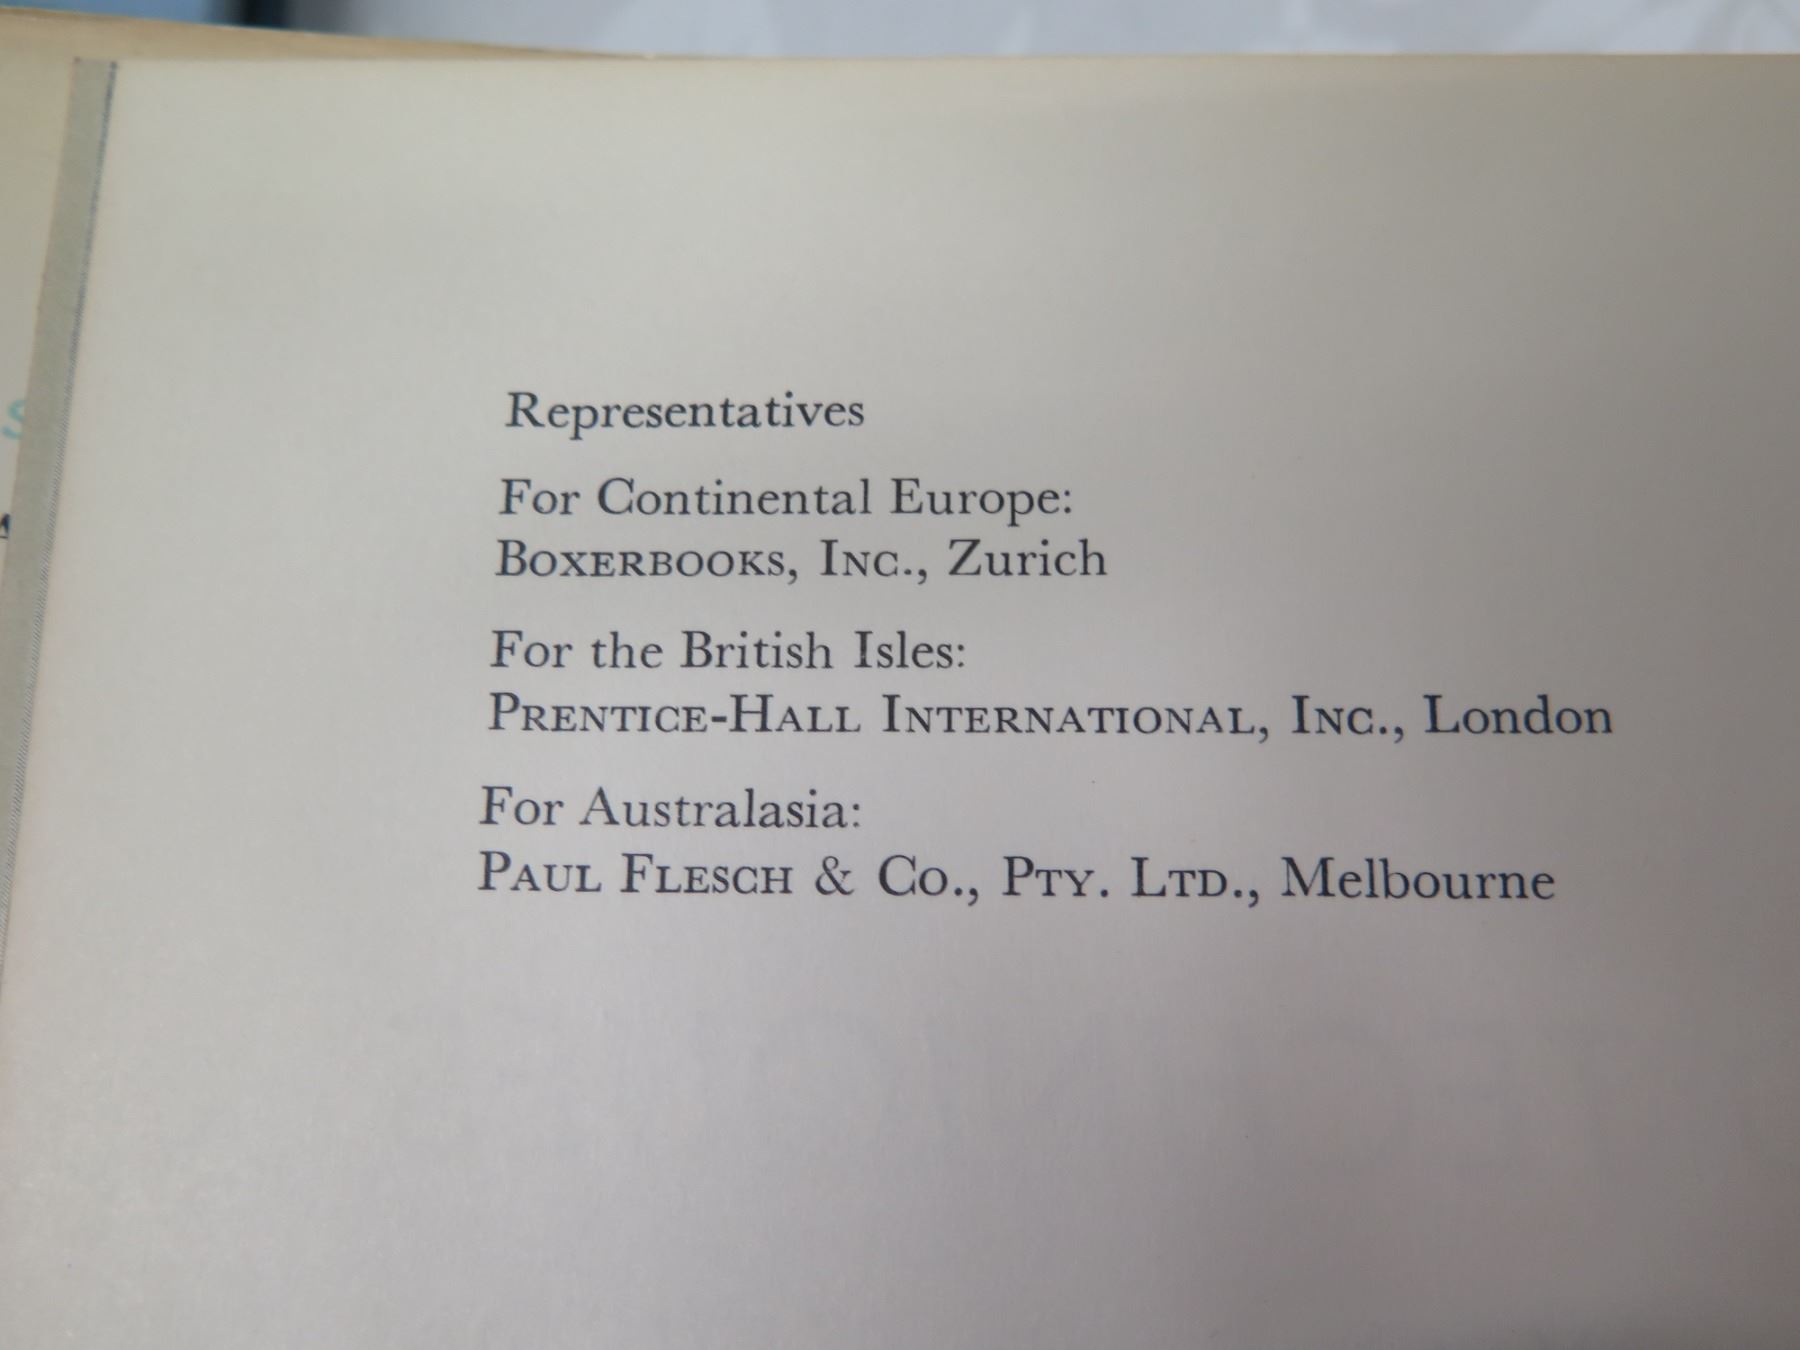 Representatives
For Continental Europe:
BOXERBOOKS, INC., Zurich
For the British Isles:
PRENTICE-HALL INTERNATIONAL, INC., London
For Australasia:
PAUL FLESCH & CO., PTY. LTD., Melbourne